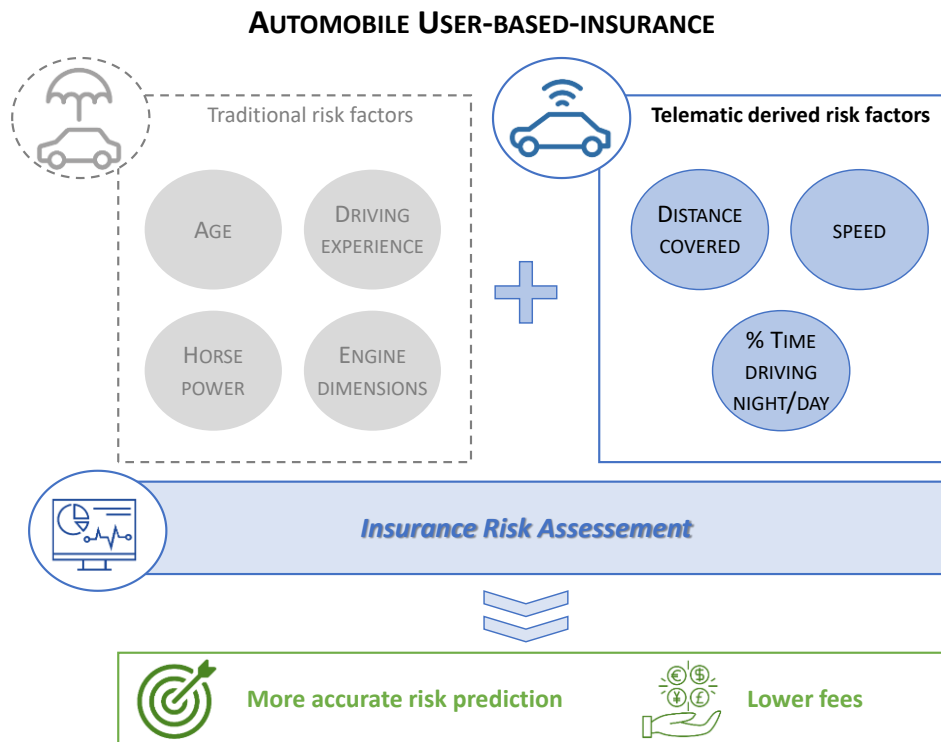 AUTOMOBILE USER-BASED-INSURANCE
Traditional risk factors
AGE
DRIVING
EXPERIENCE
HORSE
POWER
ENGINE
DIMENSIONS
Telematic derived risk factors
DISTANCE
COVERED
SPEED
% TIME
DRIVING
NIGHT/DAY
Insurance Risk Assessement
€ $
¥ £
More accurate risk prediction
Lower fees